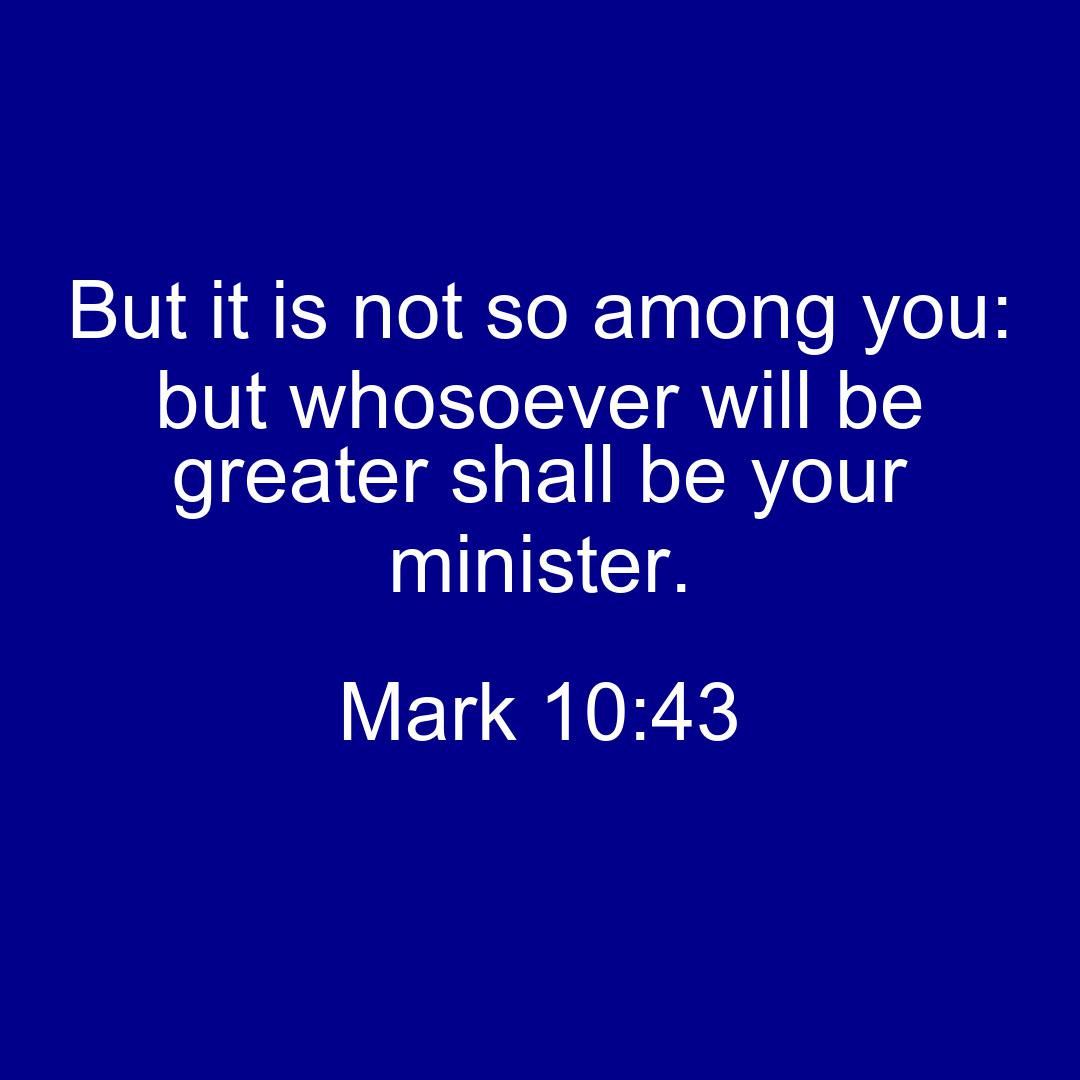 But it is not so among you:
but whosoever will be
greater shall be your
minister.
Mark 10:43